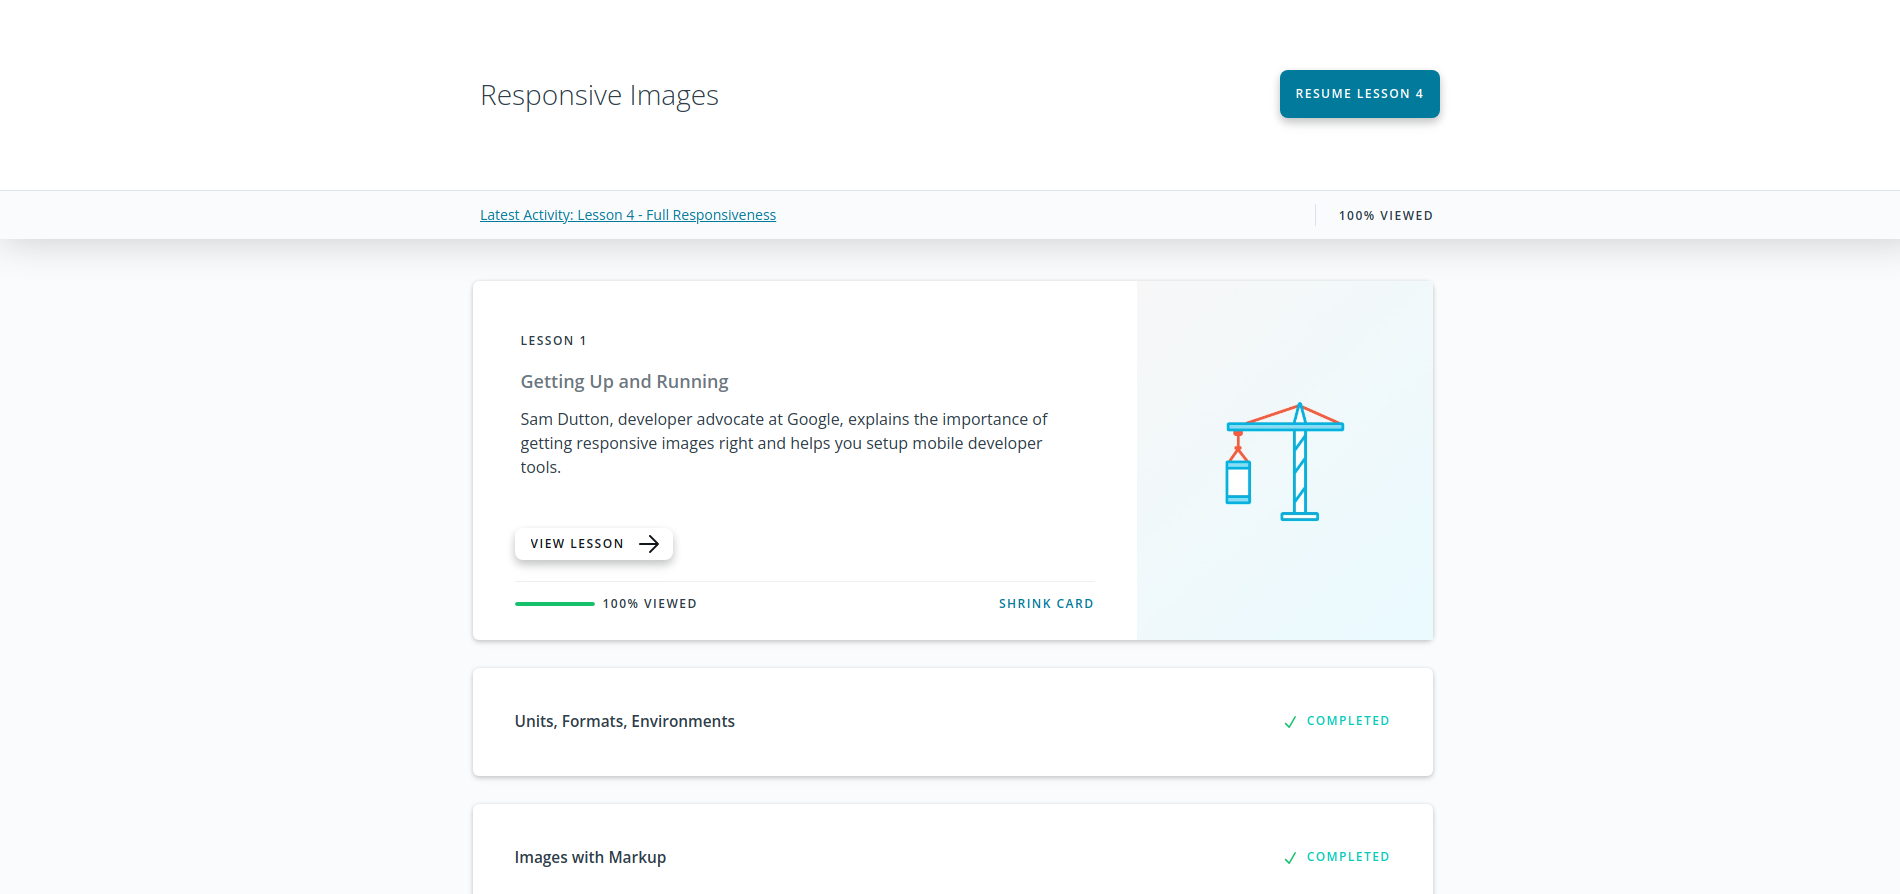 Responsive Images
RESUME LESSON 4
Latest Activity: Lesson 4 - Full Responsiveness
100% VIEWED
LESSON 1
Getting Up and Running
Sam Dutton, developer advocate at Google, explains the importance of
getting responsive images right and helps you setup mobile developer
tools.
VIEW LESSON
100% VIEWED
SHRINK CARD
Units, Formats, Environments
COMPLETED
Images with Markup
COMPLETED